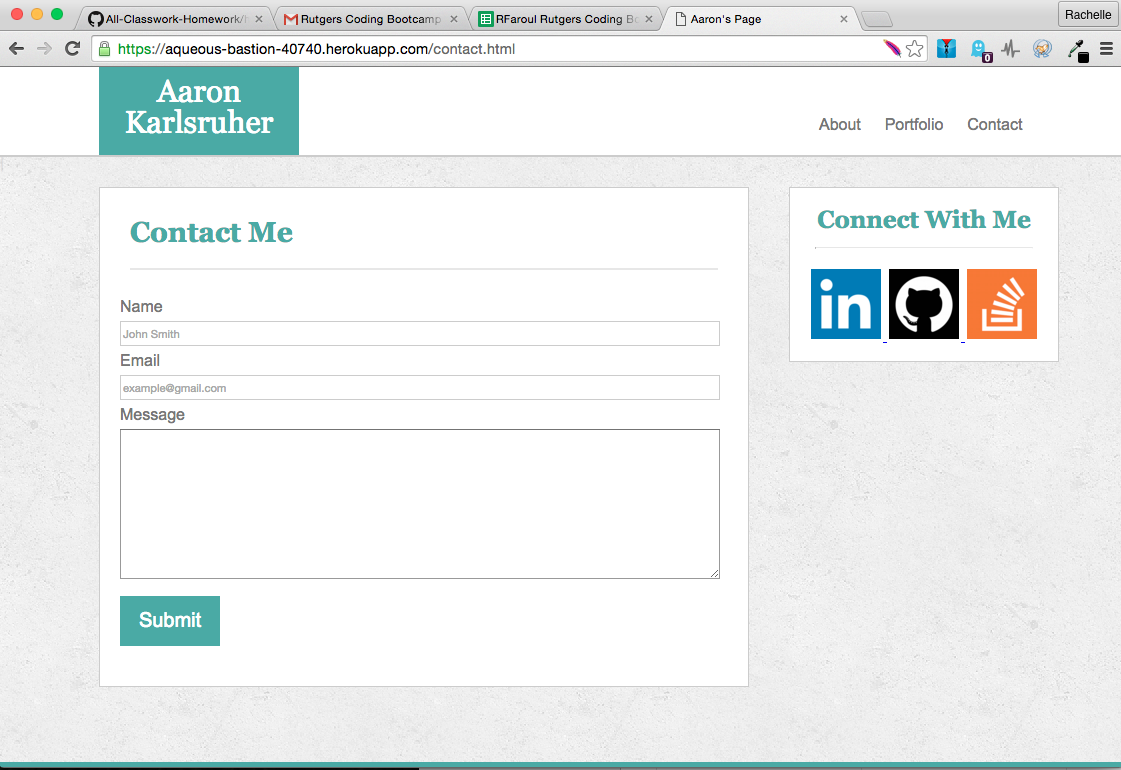 All-Classwork-Homework/
Rutgers Coding Bootcamp
RFaroul Rutgers Coding
Aaron's Page
Rachelle
https://aqueous-bastion-40740.herokuapp.com/contact.html
0
Aaron
Karlsruher
About
Portfolio
Contact
Contact Me
Name
John Smith
Email
example@gmail.com
Message
Submit
Connect With Me
in